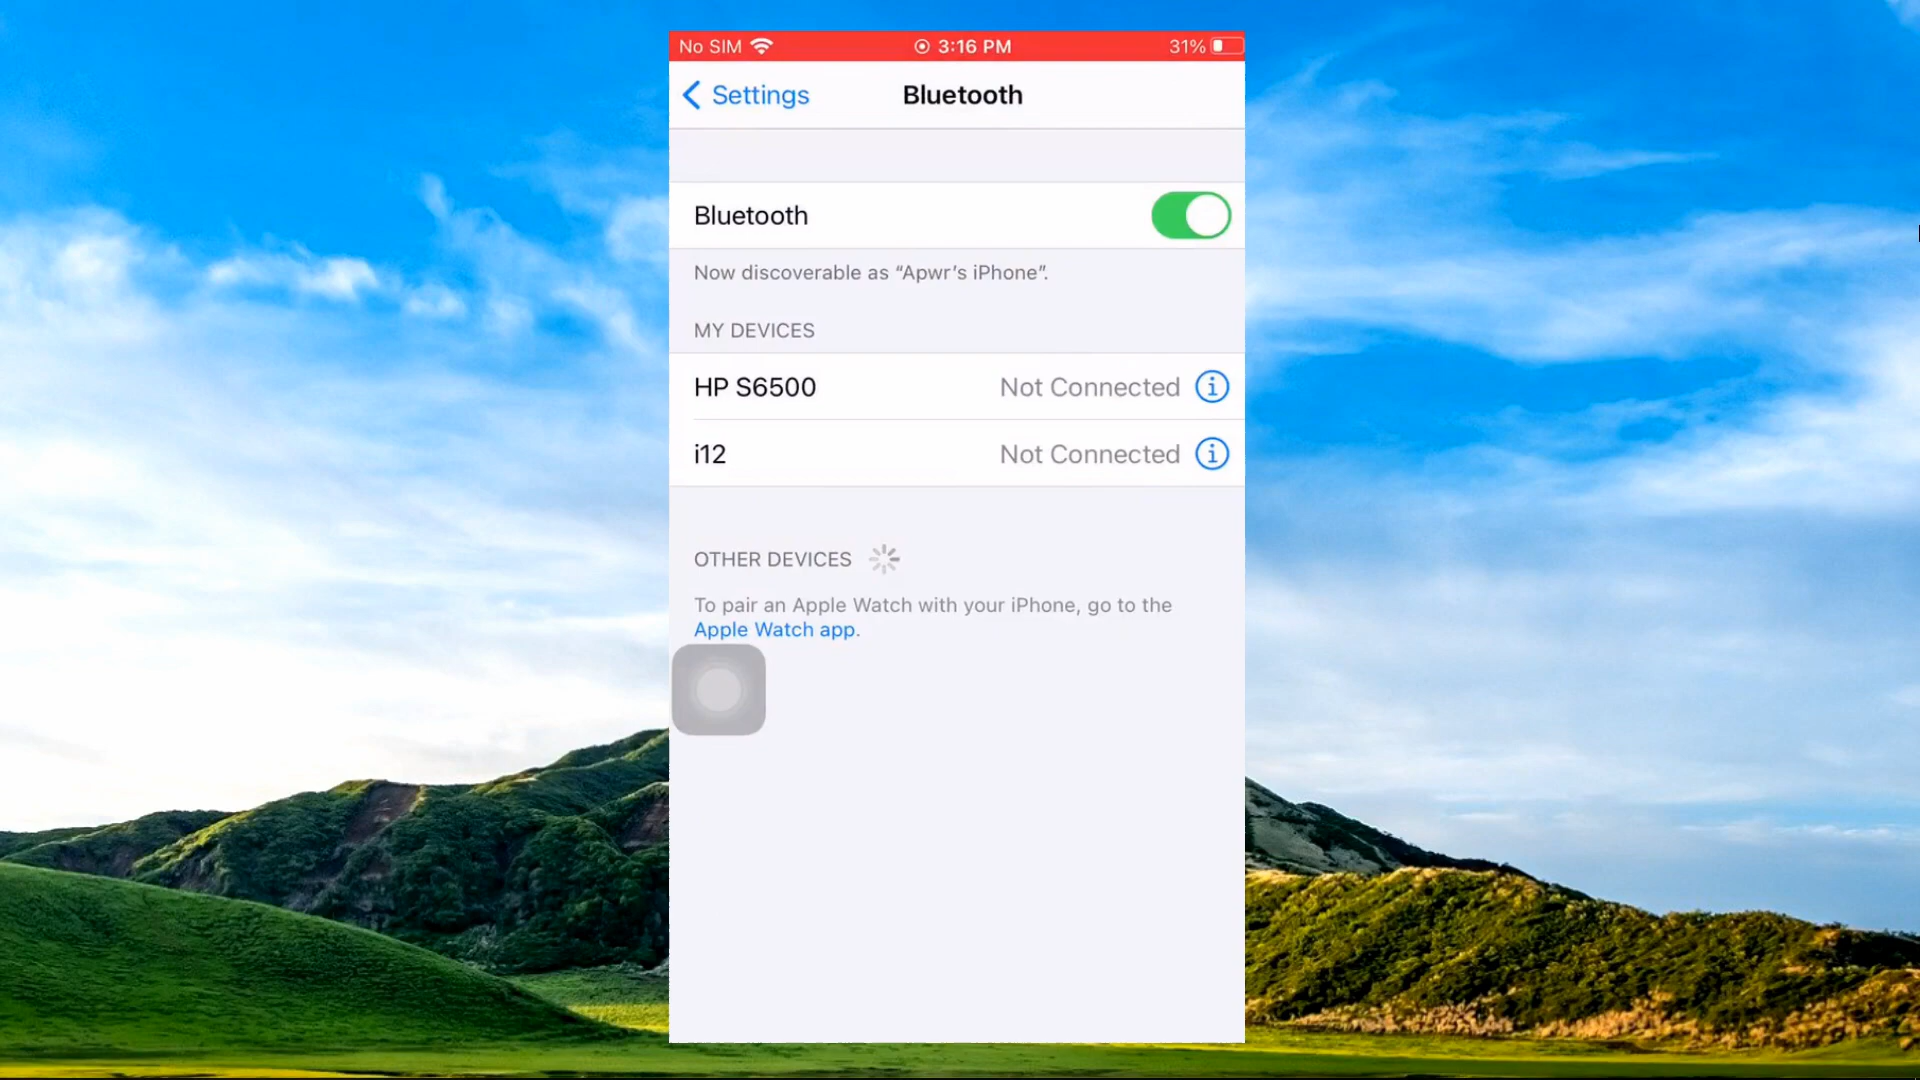 No SIM 3:16 PM 31%
Settings Bluetooth
Bluetooth
Now discoverable as “Apwr’s iPhone”.
MY DEVICES
HP S6500 Not Connected
i12 Not Connected
OTHER DEVICES
To pair an Apple Watch with your iPhone, go to the
Apple Watch app.